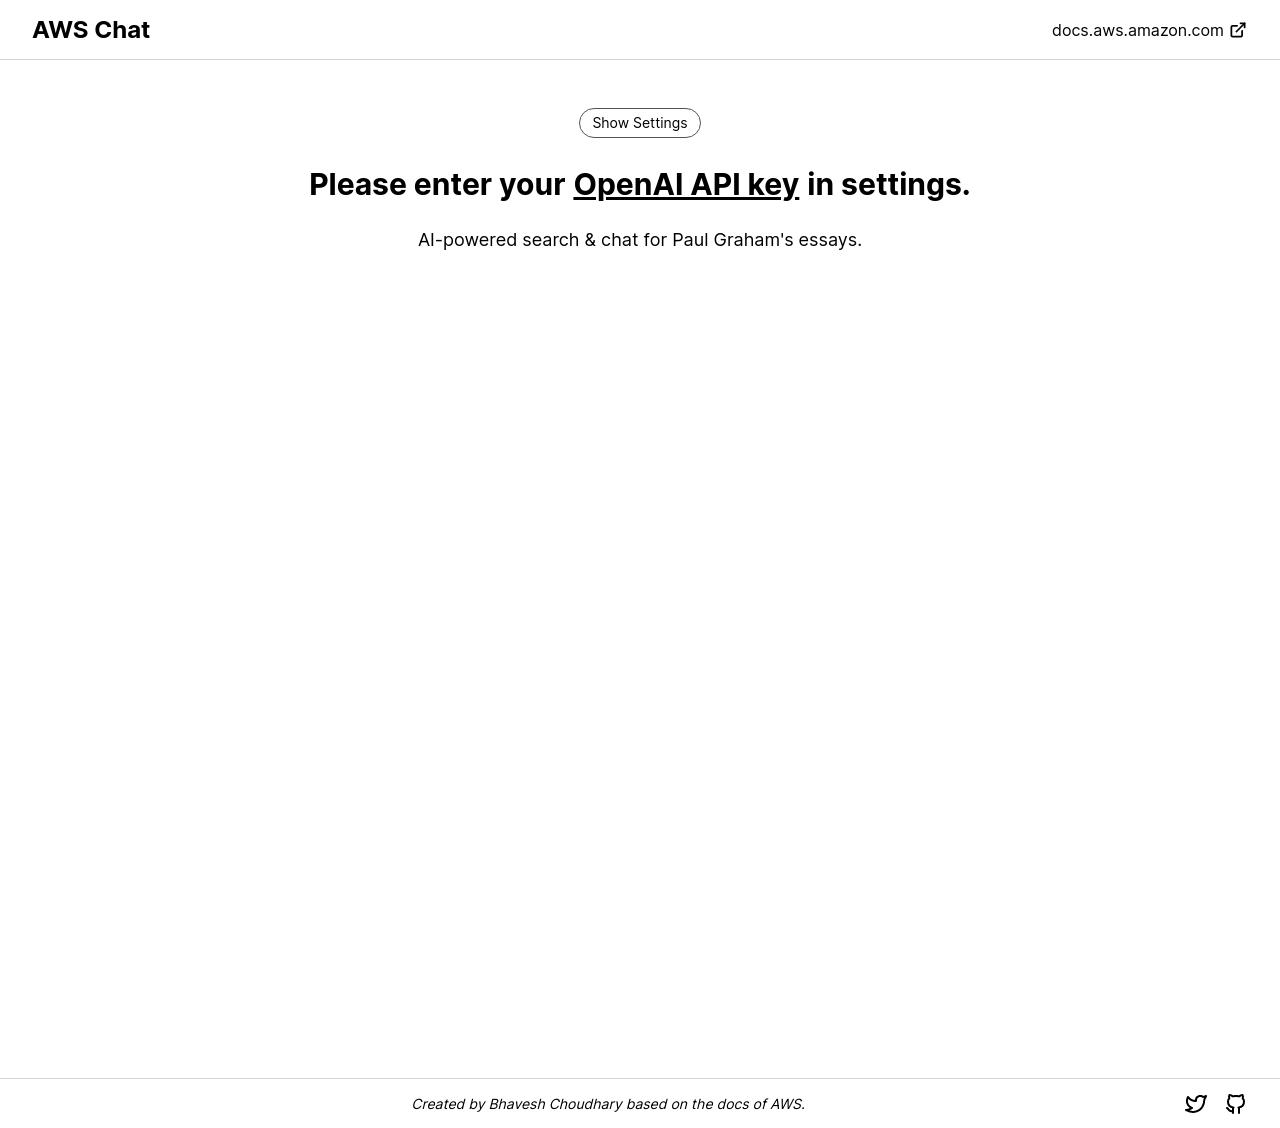 AWS Chat
docs.aws.amazon.com
Show Settings
Please enter your OpenAI API key in settings.
AI-powered search & chat for Paul Graham's essays.
Created by Bhavesh Choudhary based on the docs of AWS.